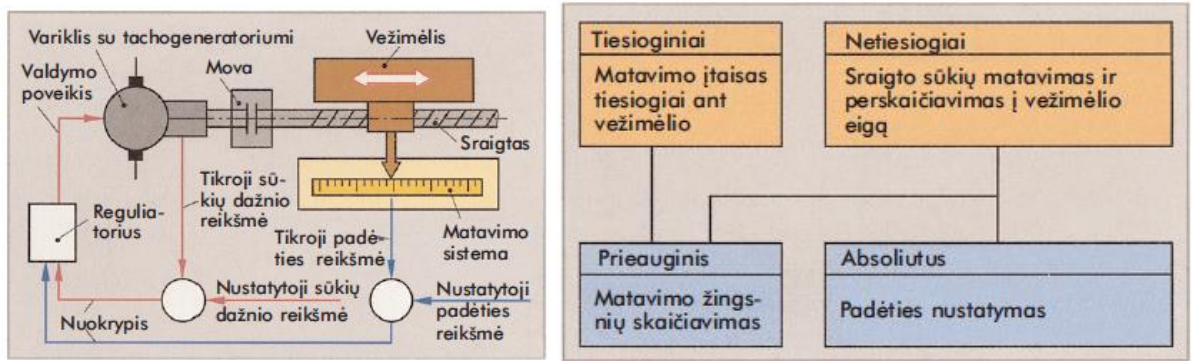 Variklis su tachogeneratoriumi
Vežimėlis
Valdymo
poveikis
Mova
Sraigtas
Tikroji sū-
kių dažnio
reikšmė
Regulia-
torius
Tikroji padė-
ties reikšmė
Matavimo
sistema
Nustatytoji sūkių
dažnio reikšmė
Nustatytoji
padėties
reikšmė
Nuokrypis
Tiesioginiai
Matavimo įtaisas
tiesiogiai ant
vežimėlio
Netiesiogiai
Sraigto sūkių matavimas ir
perskaičiavimas į vežimėlio
eigą
Prieauginis
Matavimo žings-
nių skaičiavimas
Absoliutus
Padėties nustatymas